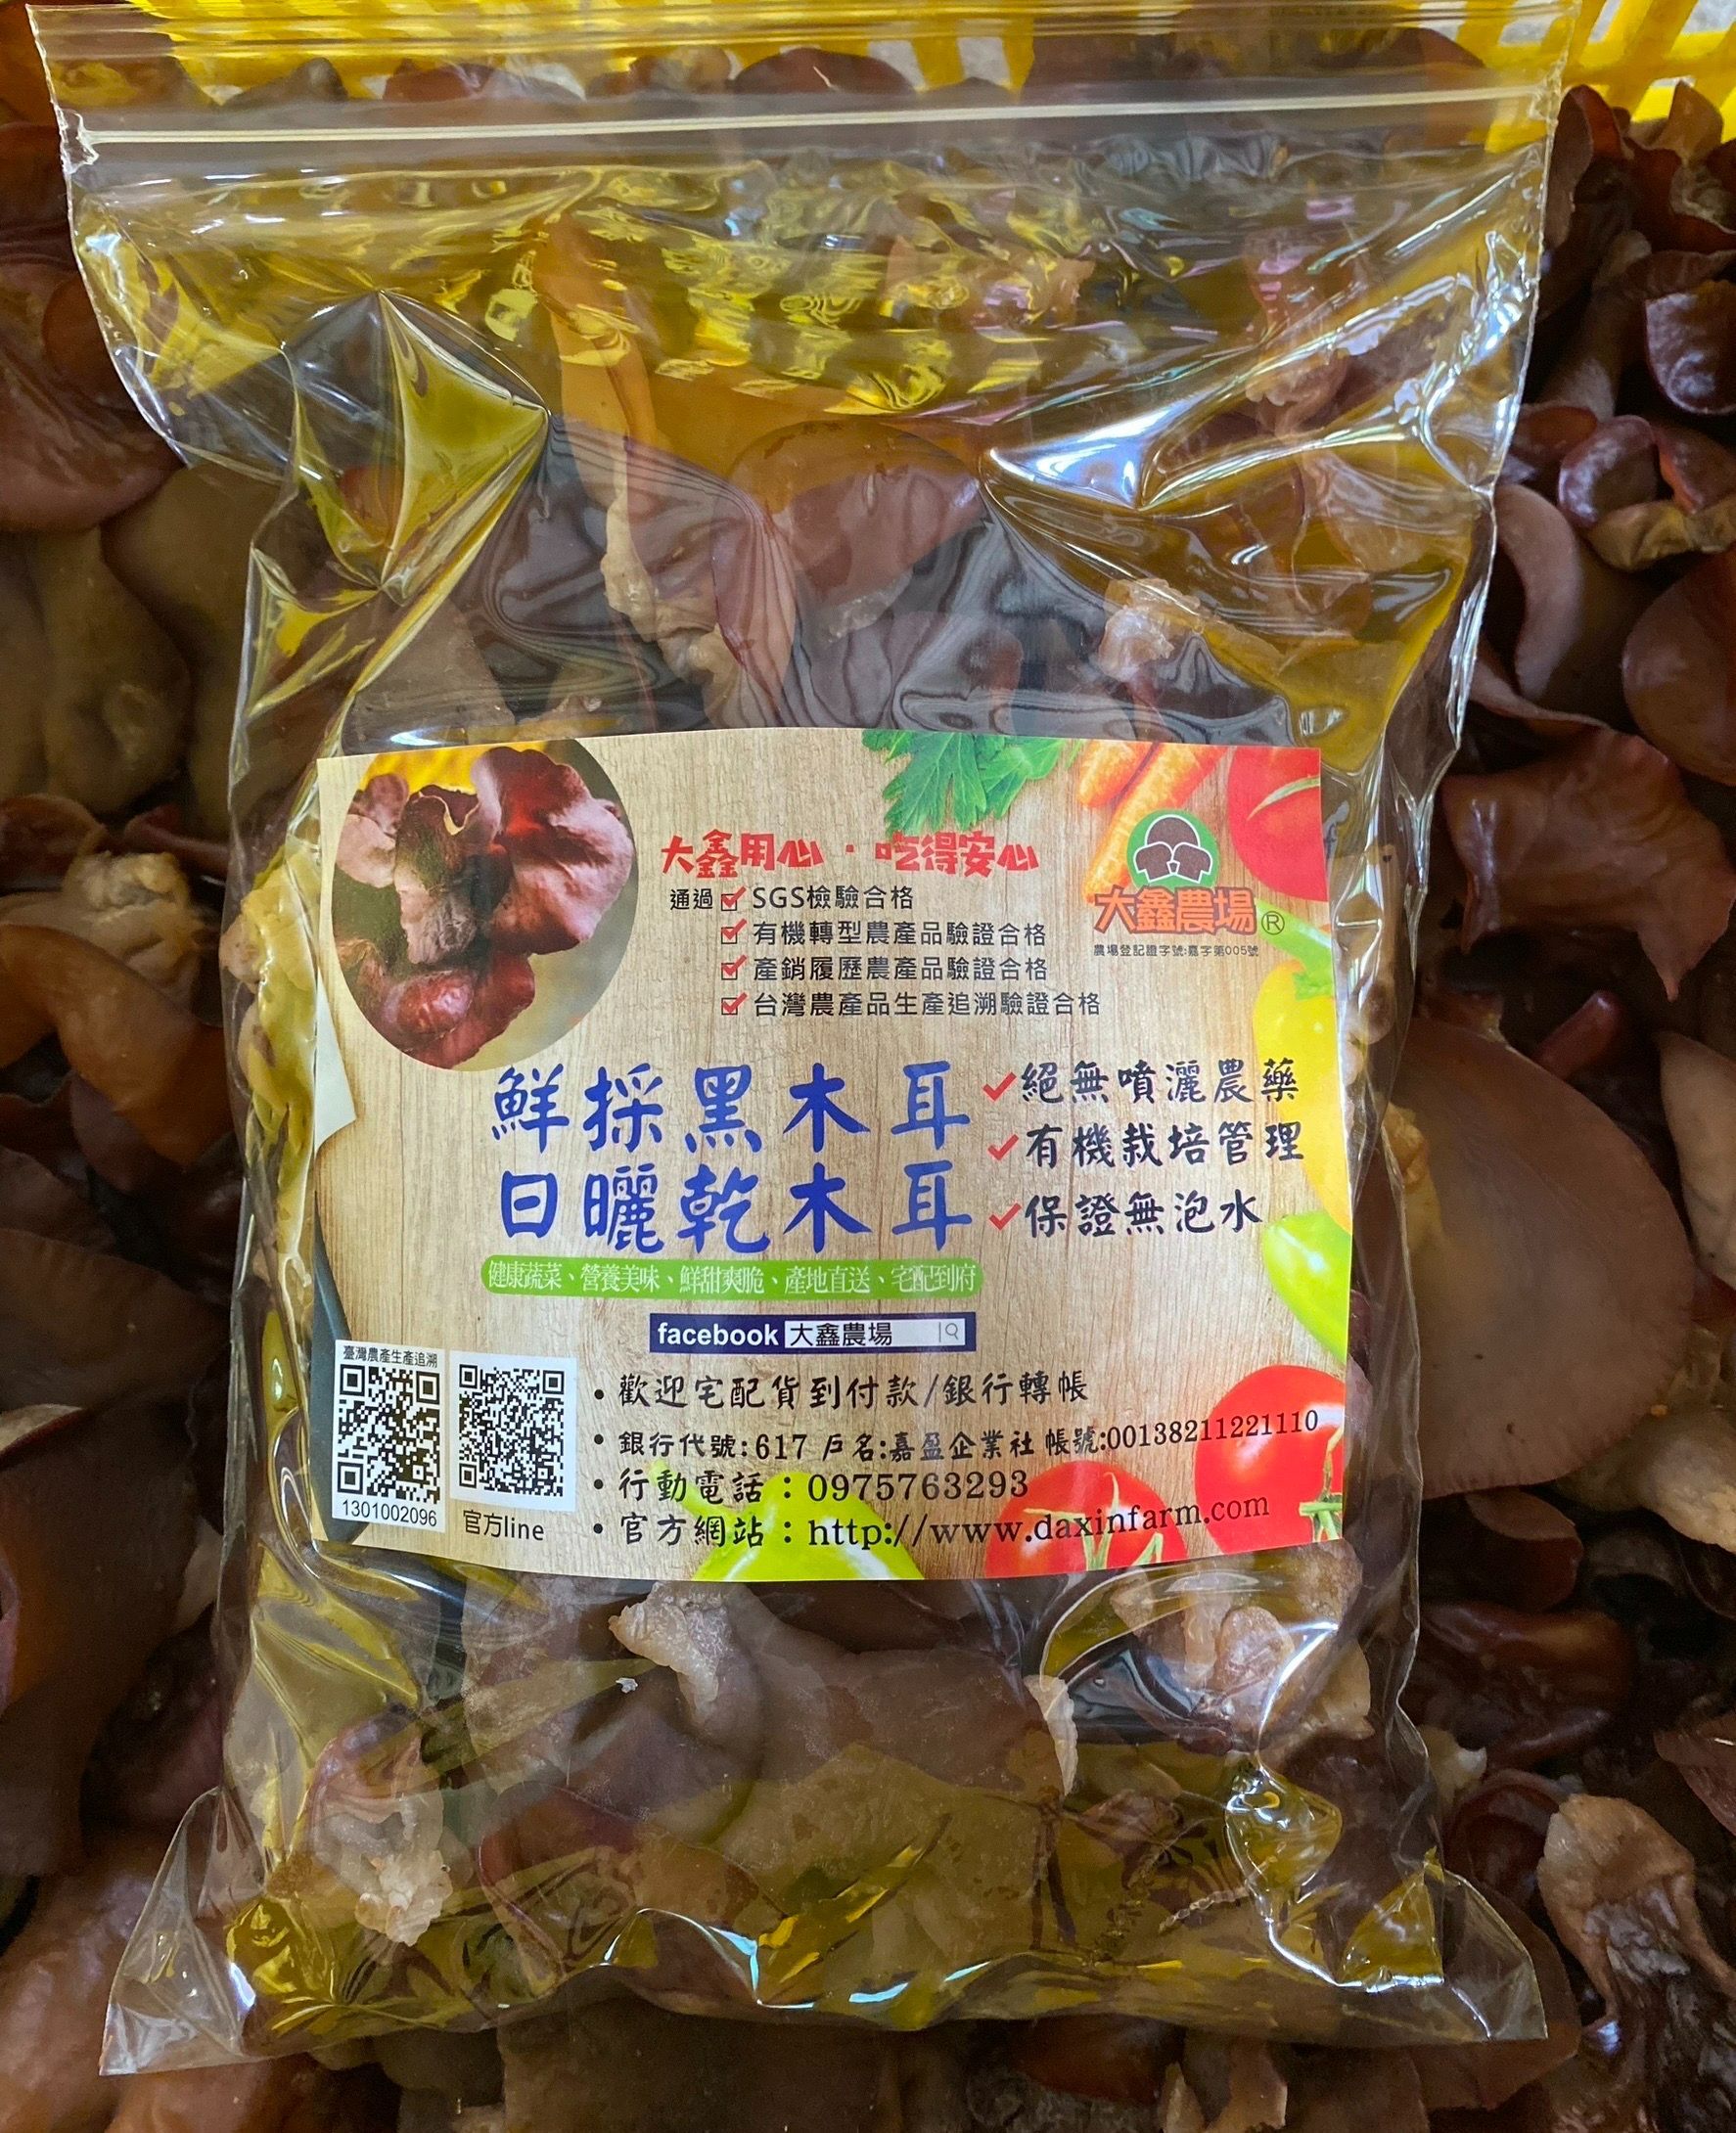 大鑫用心・吃得安心
通過 SGS檢驗合格
有機轉型農產品驗證合格
產銷履歷農產品驗證合格
台灣農產品生產追溯驗證合格
大鑫農場®
農場登記證字號:嘉字第005號
鮮採黑木耳
日曬乾木耳
絕無噴灑農藥
有機栽培管理
保證無泡水
健康蔬菜、營養美味、鮮甜爽脆、產地直送、宅配到府
facebook 大鑫農場
臺灣農產生產追溯
1301002096
官方line
• 歡迎宅配貨到付款/銀行轉帳
• 銀行代號:617 戶名:嘉盈企業社 帳號:00138211221110
• 行動電話：0975763293
• 官方網站：http://www.daxinfarm.com